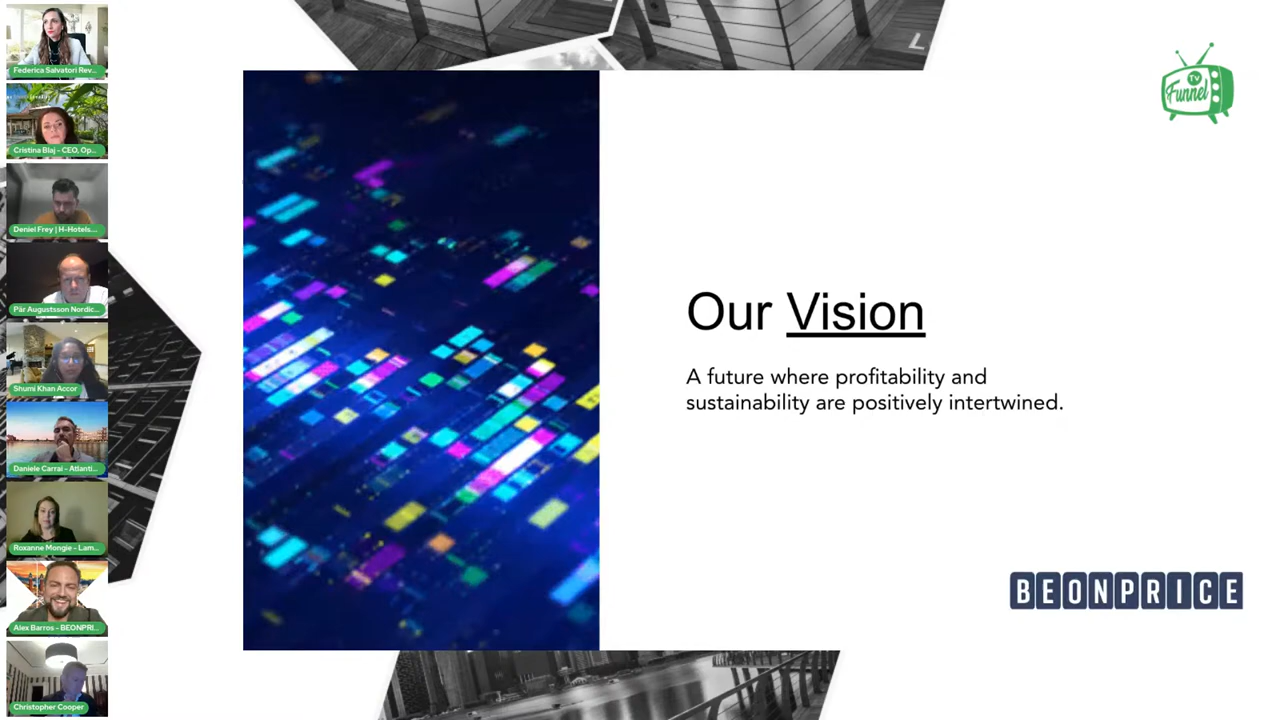 Federica Salvatori Rev...
Cristina Blaj - CEO, Op...
Deniel Frey | H-Hotels...
Pär Augustsson Nordic...
Shumi Khan Accor
Daniele Carrai - Atlanti...
Roxanne Mongie - Lam...
Alex Barros - BEONPRI...
Christopher Cooper
L
TV
Funnel
Our Vision
A future where profitability and
sustainability are positively intertwined.
BEONPRICE